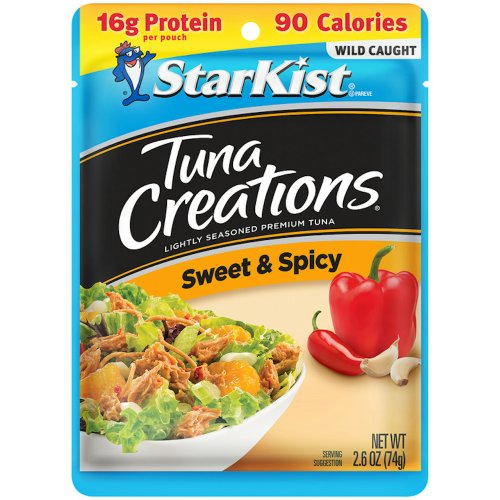 16g Protein
per pouch
90 Calories
WILD CAUGHT
StarKist®
PAREVE
Tuna
Creations®
LIGHTLY SEASONED PREMIUM TUNA
Sweet & Spicy
SERVING
SUGGESTION
NET WT
2.6 OZ (74g)